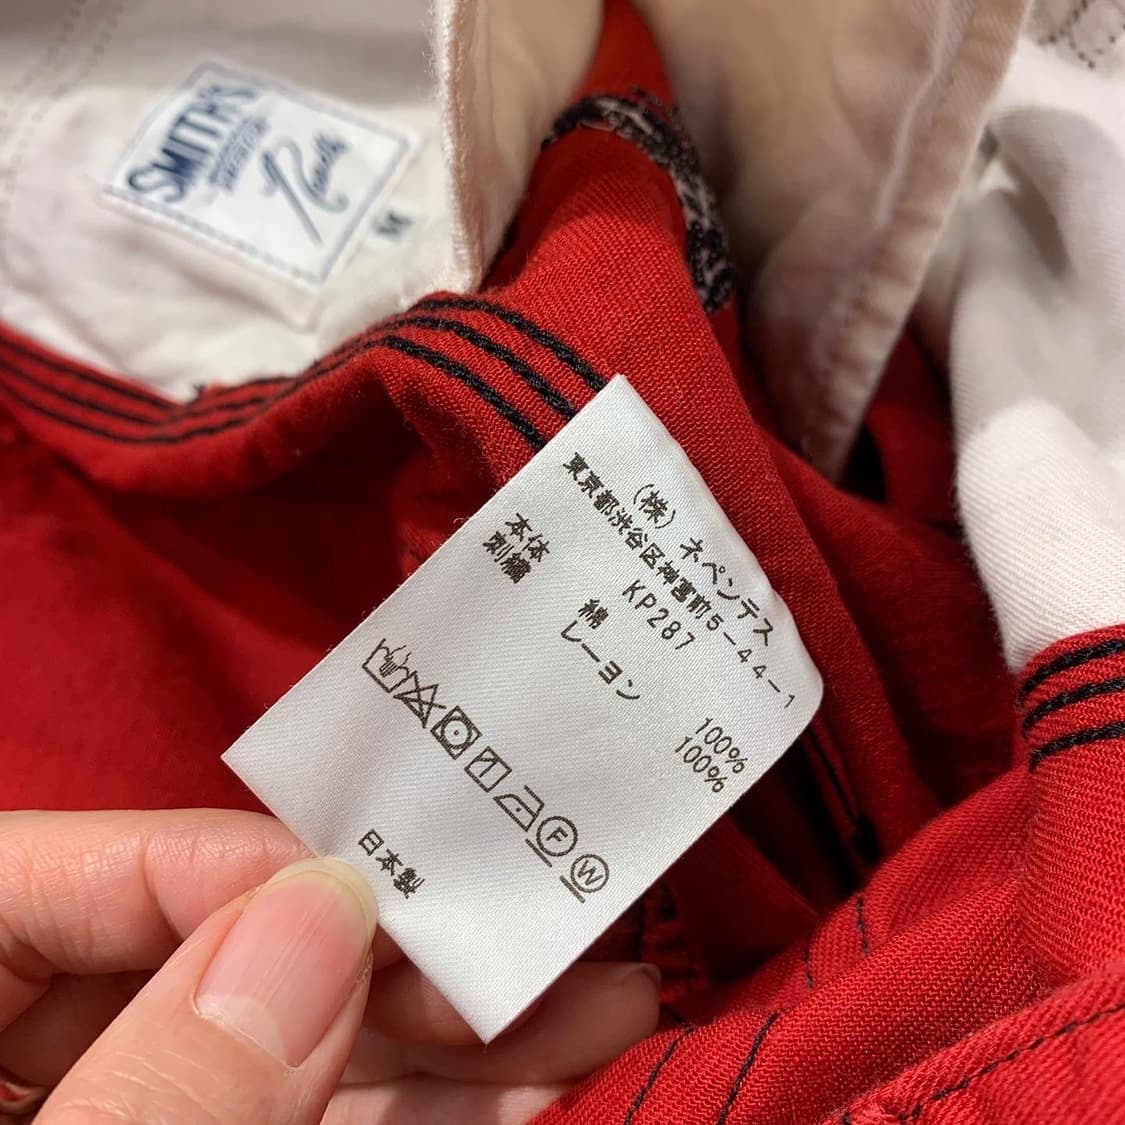 SMITH'S
Needles
M
(株) ネペンテス
東京都渋谷区神宮前5-44-1
KP287
本体 綿 100%
刺繍 レーヨン 100%
F W
日本製